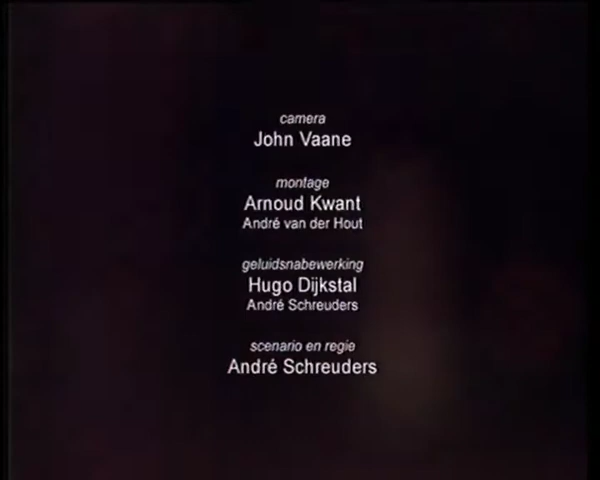 camera
John Vaane
montage
Arnoud Kwant
André van der Hout
geluidsnabewerking
Hugo Dijkstal
André Schreuders
scenario en regie
André Schreuders